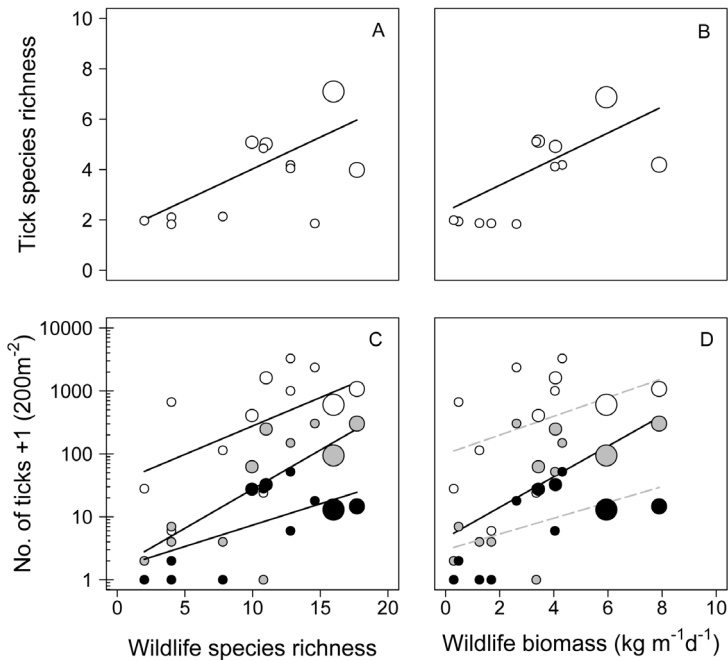 A
B
Tick species richness
10
8
6
4
2
0
C
D
No. of ticks +1 (200m-2)
10000
1000
100
10
1
0 5 10 15 20
0 2 4 6 8 10
Wildlife species richness
Wildlife biomass (kg m-1d-1)